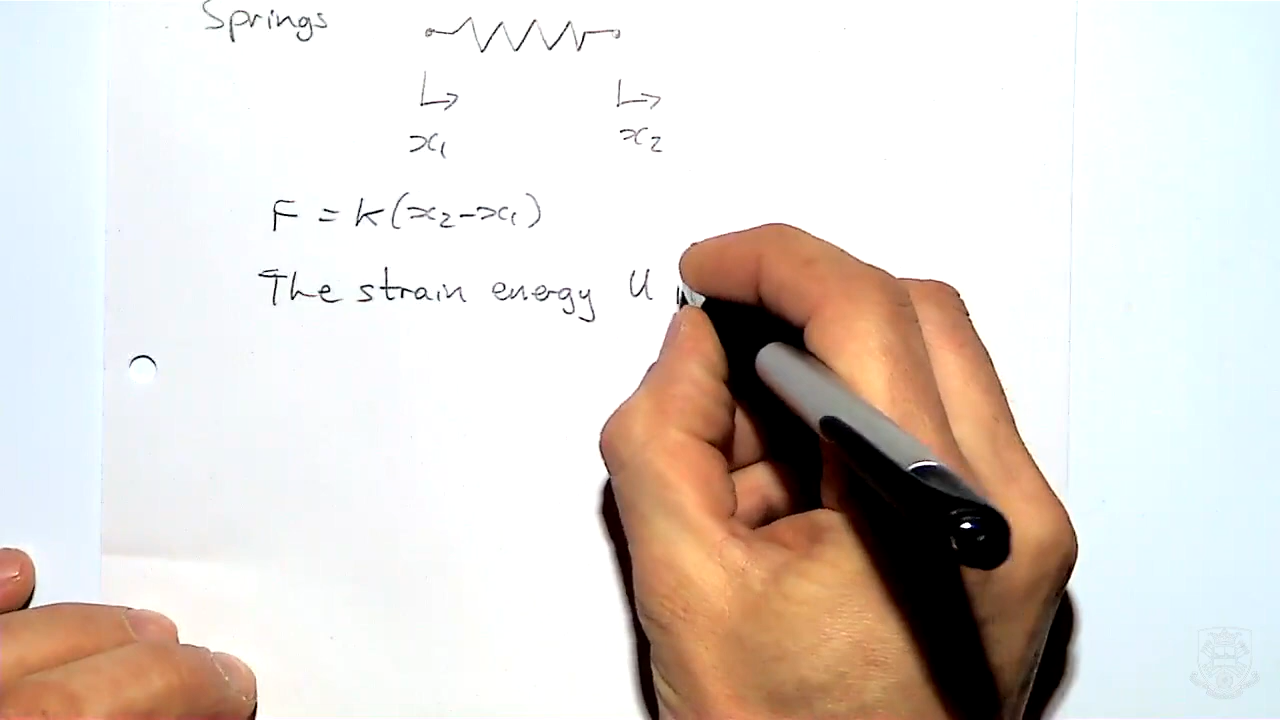 Springs
x₁ x₂
F = k(x₂-x₁)
The strain energy U